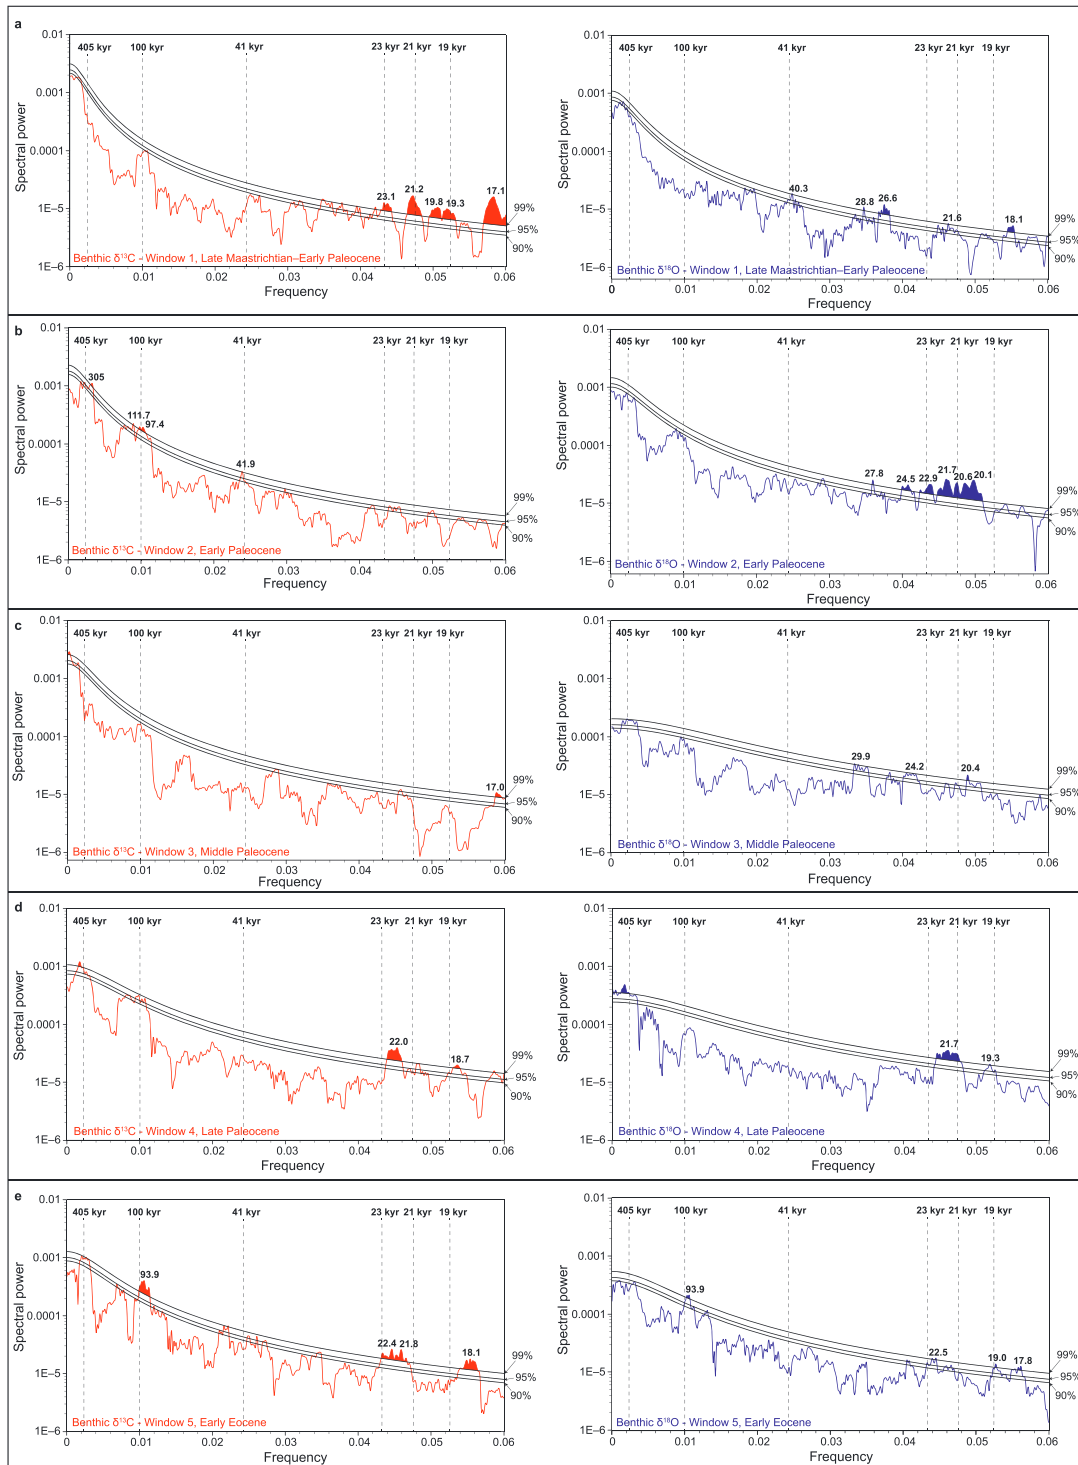 a
405 kyr 100 kyr 41 kyr 23 kyr 21 kyr 19 kyr
0.01
0.001
0.0001
1E–5
1E–6
Spectral power
23.1 21.2 19.8 19.3 17.1
99%
95%
90%
Benthic δ13C - Window 1, Late Maastrichtian–Early Paleocene
0 0.01 0.02 0.03 0.04 0.05 0.06
Frequency
405 kyr 100 kyr 41 kyr 23 kyr 21 kyr 19 kyr
0.01
0.001
0.0001
1E–5
1E–6
Spectral power
40.3 28.8 26.6 21.6 18.1
99%
95%
90%
Benthic δ18O - Window 1, Late Maastrichtian–Early Paleocene
0 0.01 0.02 0.03 0.04 0.05 0.06
Frequency
b
405 kyr 100 kyr 41 kyr 23 kyr 21 kyr 19 kyr
0.01
0.001
0.0001
1E–5
1E–6
Spectral power
305 111.7 97.4 41.9
99%
95%
90%
Benthic δ13C - Window 2, Early Paleocene
0 0.01 0.02 0.03 0.04 0.05 0.06
Frequency
405 kyr 100 kyr 41 kyr 23 kyr 21 kyr 19 kyr
0.01
0.001
0.0001
1E–5
1E–6
Spectral power
27.8 24.5 22.9 21.7 20.6 20.1
99%
95%
90%
Benthic δ18O - Window 2, Early Paleocene
0 0.01 0.02 0.03 0.04 0.05 0.06
Frequency
c
405 kyr 100 kyr 41 kyr 23 kyr 21 kyr 19 kyr
0.01
0.001
0.0001
1E–5
1E–6
Spectral power
17.0
99%
95%
90%
Benthic δ13C - Window 3, Middle Paleocene
0 0.01 0.02 0.03 0.04 0.05 0.06
Frequency
405 kyr 100 kyr 41 kyr 23 kyr 21 kyr 19 kyr
0.01
0.001
0.0001
1E–5
1E–6
Spectral power
29.9 24.2 20.4
99%
95%
90%
Benthic δ18O - Window 3, Middle Paleocene
0 0.01 0.02 0.03 0.04 0.05 0.06
Frequency
d
405 kyr 100 kyr 41 kyr 23 kyr 21 kyr 19 kyr
0.01
0.001
0.0001
1E–5
1E–6
Spectral power
22.0 18.7
99%
95%
90%
Benthic δ13C - Window 4, Late Paleocene
0 0.01 0.02 0.03 0.04 0.05 0.06
Frequency
405 kyr 100 kyr 41 kyr 23 kyr 21 kyr 19 kyr
0.01
0.001
0.0001
1E–5
1E–6
Spectral power
21.7 19.3
99%
95%
90%
Benthic δ18O - Window 4, Late Paleocene
0 0.01 0.02 0.03 0.04 0.05 0.06
Frequency
e
405 kyr 100 kyr 41 kyr 23 kyr 21 kyr 19 kyr
0.01
0.001
0.0001
1E–5
1E–6
Spectral power
93.9 22.4 21.8 18.1
99%
95%
90%
Benthic δ13C - Window 5, Early Eocene
0 0.01 0.02 0.03 0.04 0.05 0.06
Frequency
405 kyr 100 kyr 41 kyr 23 kyr 21 kyr 19 kyr
0.01
0.001
0.0001
1E–5
1E–6
Spectral power
93.9 22.5 19.0 17.8
99%
95%
90%
Benthic δ18O - Window 5, Early Eocene
0 0.01 0.02 0.03 0.04 0.05 0.06
Frequency